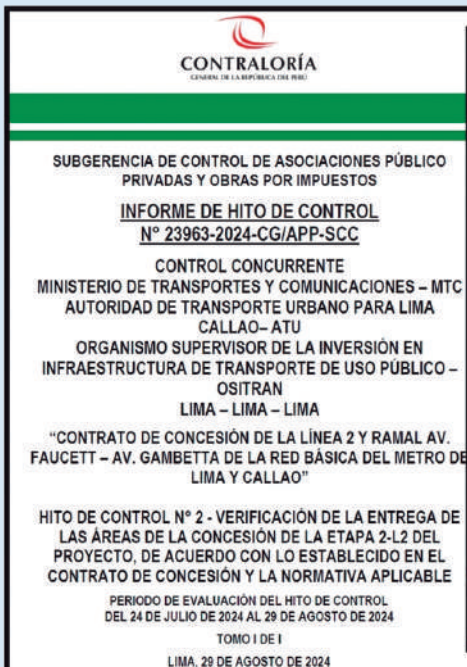 CONTRALORÍA
GENERAL DE LA REPÚBLICA DEL PERÚ
SUBGERENCIA DE CONTROL DE ASOCIACIONES PÚBLICO
PRIVADAS Y OBRAS POR IMPUESTOS
INFORME DE HITO DE CONTROL
N° 23963-2024-CG/APP-SCC
CONTROL CONCURRENTE
MINISTERIO DE TRANSPORTES Y COMUNICACIONES – MTC
AUTORIDAD DE TRANSPORTE URBANO PARA LIMA
CALLAO– ATU
ORGANISMO SUPERVISOR DE LA INVERSIÓN EN
INFRAESTRUCTURA DE TRANSPORTE DE USO PÚBLICO –
OSITRAN
LIMA – LIMA – LIMA
“CONTRATO DE CONCESIÓN DE LA LÍNEA 2 Y RAMAL AV.
FAUCETT – AV. GAMBETTA DE LA RED BÁSICA DEL METRO DE
LIMA Y CALLAO”
HITO DE CONTROL N° 2 - VERIFICACIÓN DE LA ENTREGA DE
LAS ÁREAS DE LA CONCESIÓN DE LA ETAPA 2-L2 DEL
PROYECTO, DE ACUERDO CON LO ESTABLECIDO EN EL
CONTRATO DE CONCESIÓN Y LA NORMATIVA APLICABLE
PERIODO DE EVALUACIÓN DEL HITO DE CONTROL
DEL 24 DE JULIO DE 2024 AL 29 DE AGOSTO DE 2024
TOMO I DE I
LIMA, 29 DE AGOSTO DE 2024